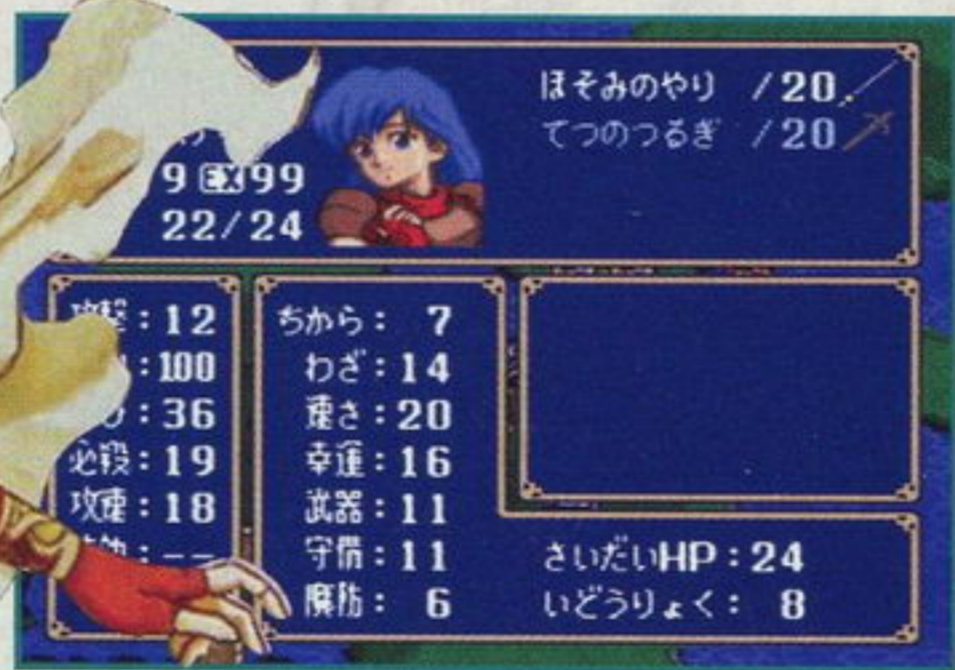 ほそみのやり /20
てつのつるぎ /20
9 EX 99
22/24
攻撃:12
:100
:36
必殺:19
攻速:18
:--
ちから: 7
わざ:14
速さ:20
幸運:16
武器:11
守備:11
魔防: 6
さいだいHP:24
いどうりょく: 8